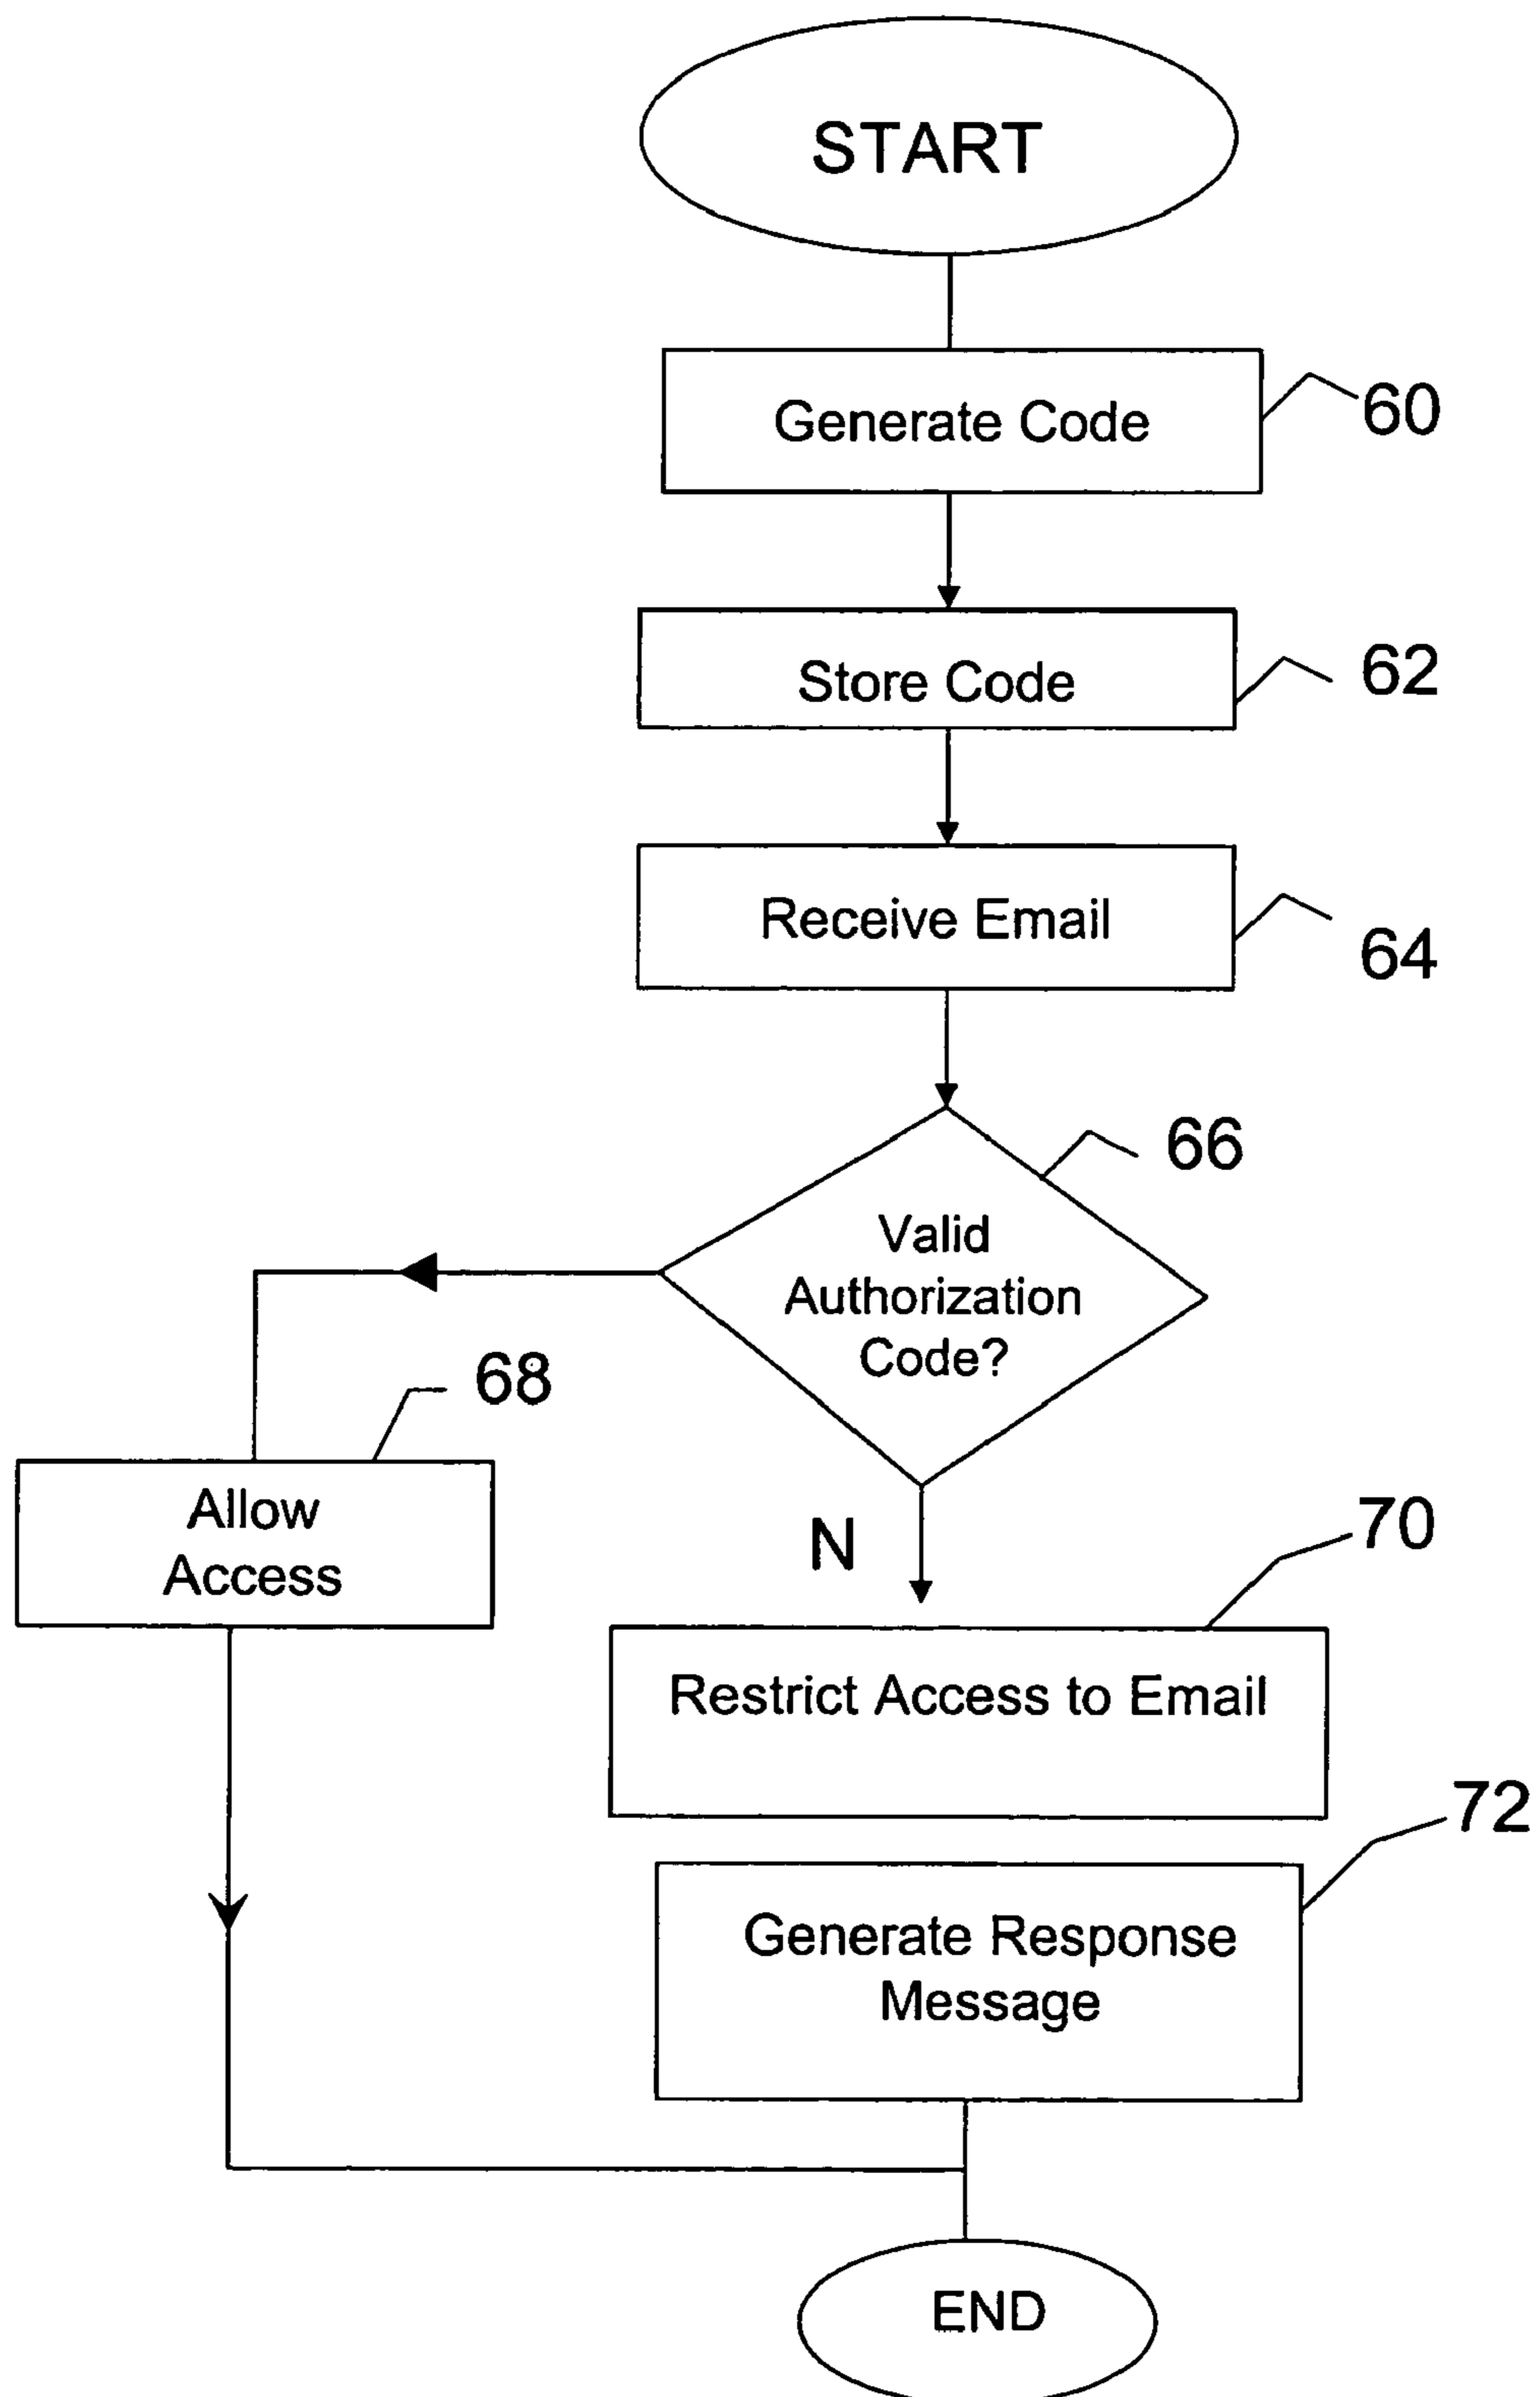 START
Generate Code
60
Store Code
62
Receive Email
64
66
Valid
Authorization
Code?
68
Allow
Access
N
70
Restrict Access to Email
72
Generate Response
Message
END